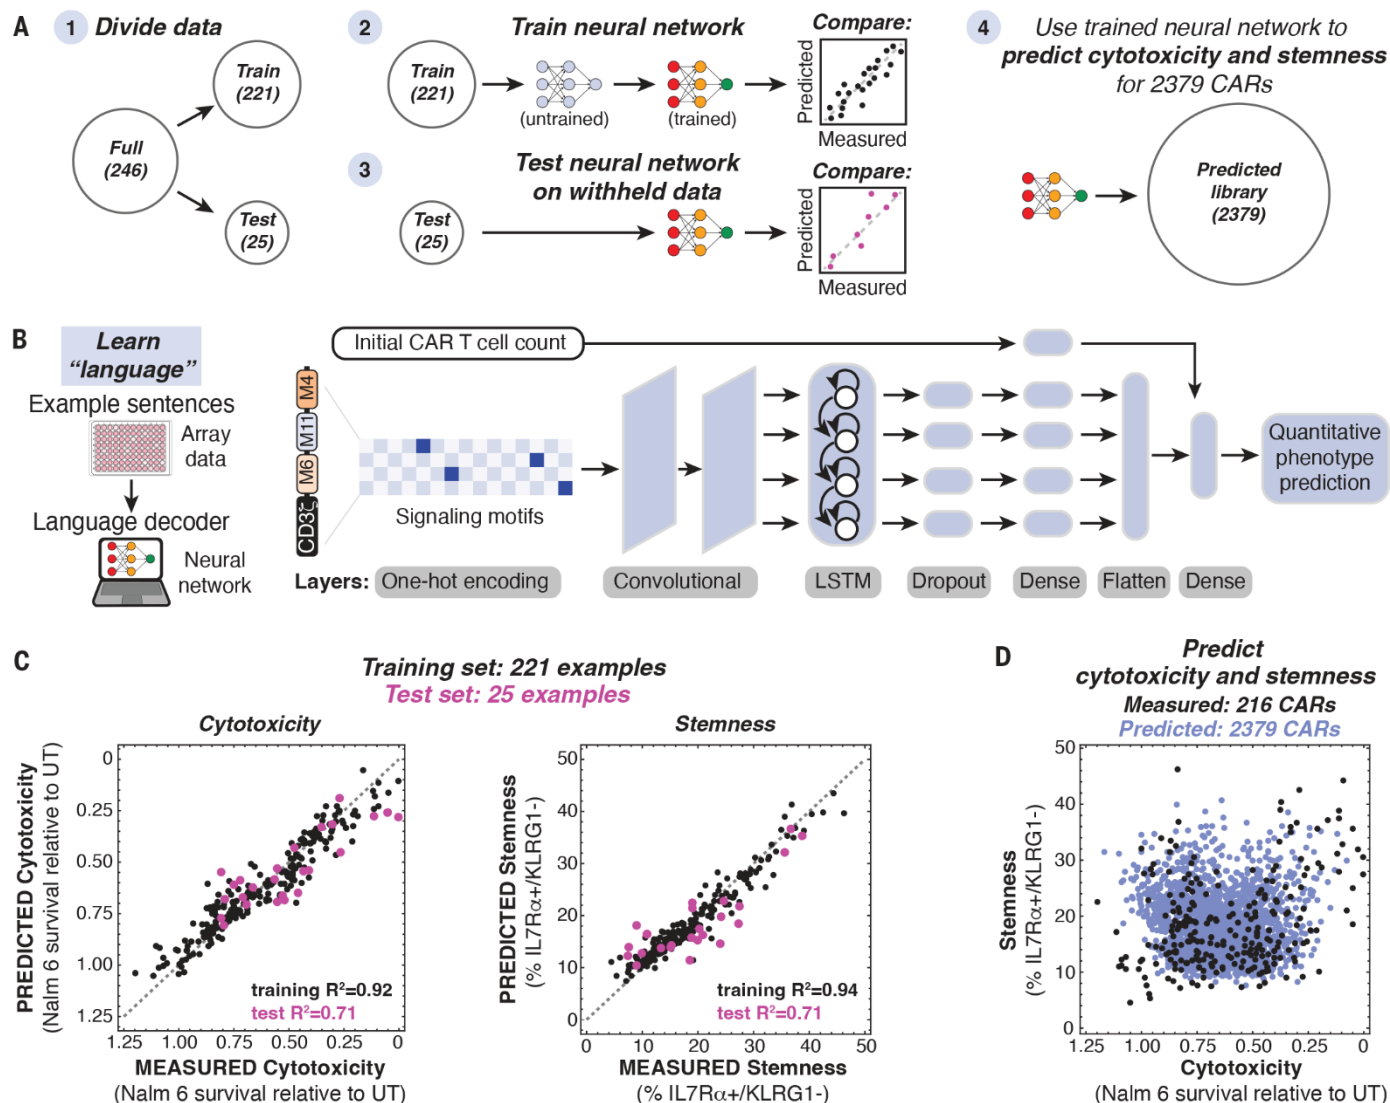 A
1 Divide data
Full
(246)
Train
(221)
Test
(25)
2 Train neural network
Train
(221)
(untrained)
(trained)
Compare:
Predicted
Measured
3 Test neural network
on withheld data
Test
(25)
Compare:
Predicted
Measured
4 Use trained neural network to
predict cytotoxicity and stemness
for 2379 CARs
Predicted
library
(2379)
B
Learn
“language”
Example sentences
Array
data
Language decoder
Neural
network
Initial CAR T cell count
M4
M11
M6
CD3ζ
Signaling motifs
Quantitative
phenotype
prediction
Layers: One-hot encoding Convolutional LSTM Dropout Dense Flatten Dense
C
Training set: 221 examples
Test set: 25 examples
Cytotoxicity
PREDICTED Cytotoxicity
(Nalm 6 survival relative to UT)
0
0.25
0.50
0.75
1.00
1.25
training R²=0.92
test R²=0.71
1.25 1.00 0.75 0.50 0.25 0
MEASURED Cytotoxicity
(Nalm 6 survival relative to UT)
Stemness
PREDICTED Stemness
(% IL7Rα+/KLRG1-)
50
40
30
20
10
0
training R²=0.94
test R²=0.71
0 10 20 30 40 50
MEASURED Stemness
(% IL7Rα+/KLRG1-)
D
Predict
cytotoxicity and stemness
Measured: 216 CARs
Predicted: 2379 CARs
Stemness
(% IL7Rα+/KLRG1-)
50
40
30
20
10
0
1.25 1.00 0.75 0.50 0.25 0
Cytotoxicity
(Nalm 6 survival relative to UT)